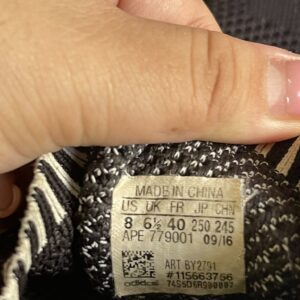 MADE IN CHINA
US UK FR JP CHN
8 6½ 40 250 245
APE 779001 09/16
ART BY2791
#115663756
adidas